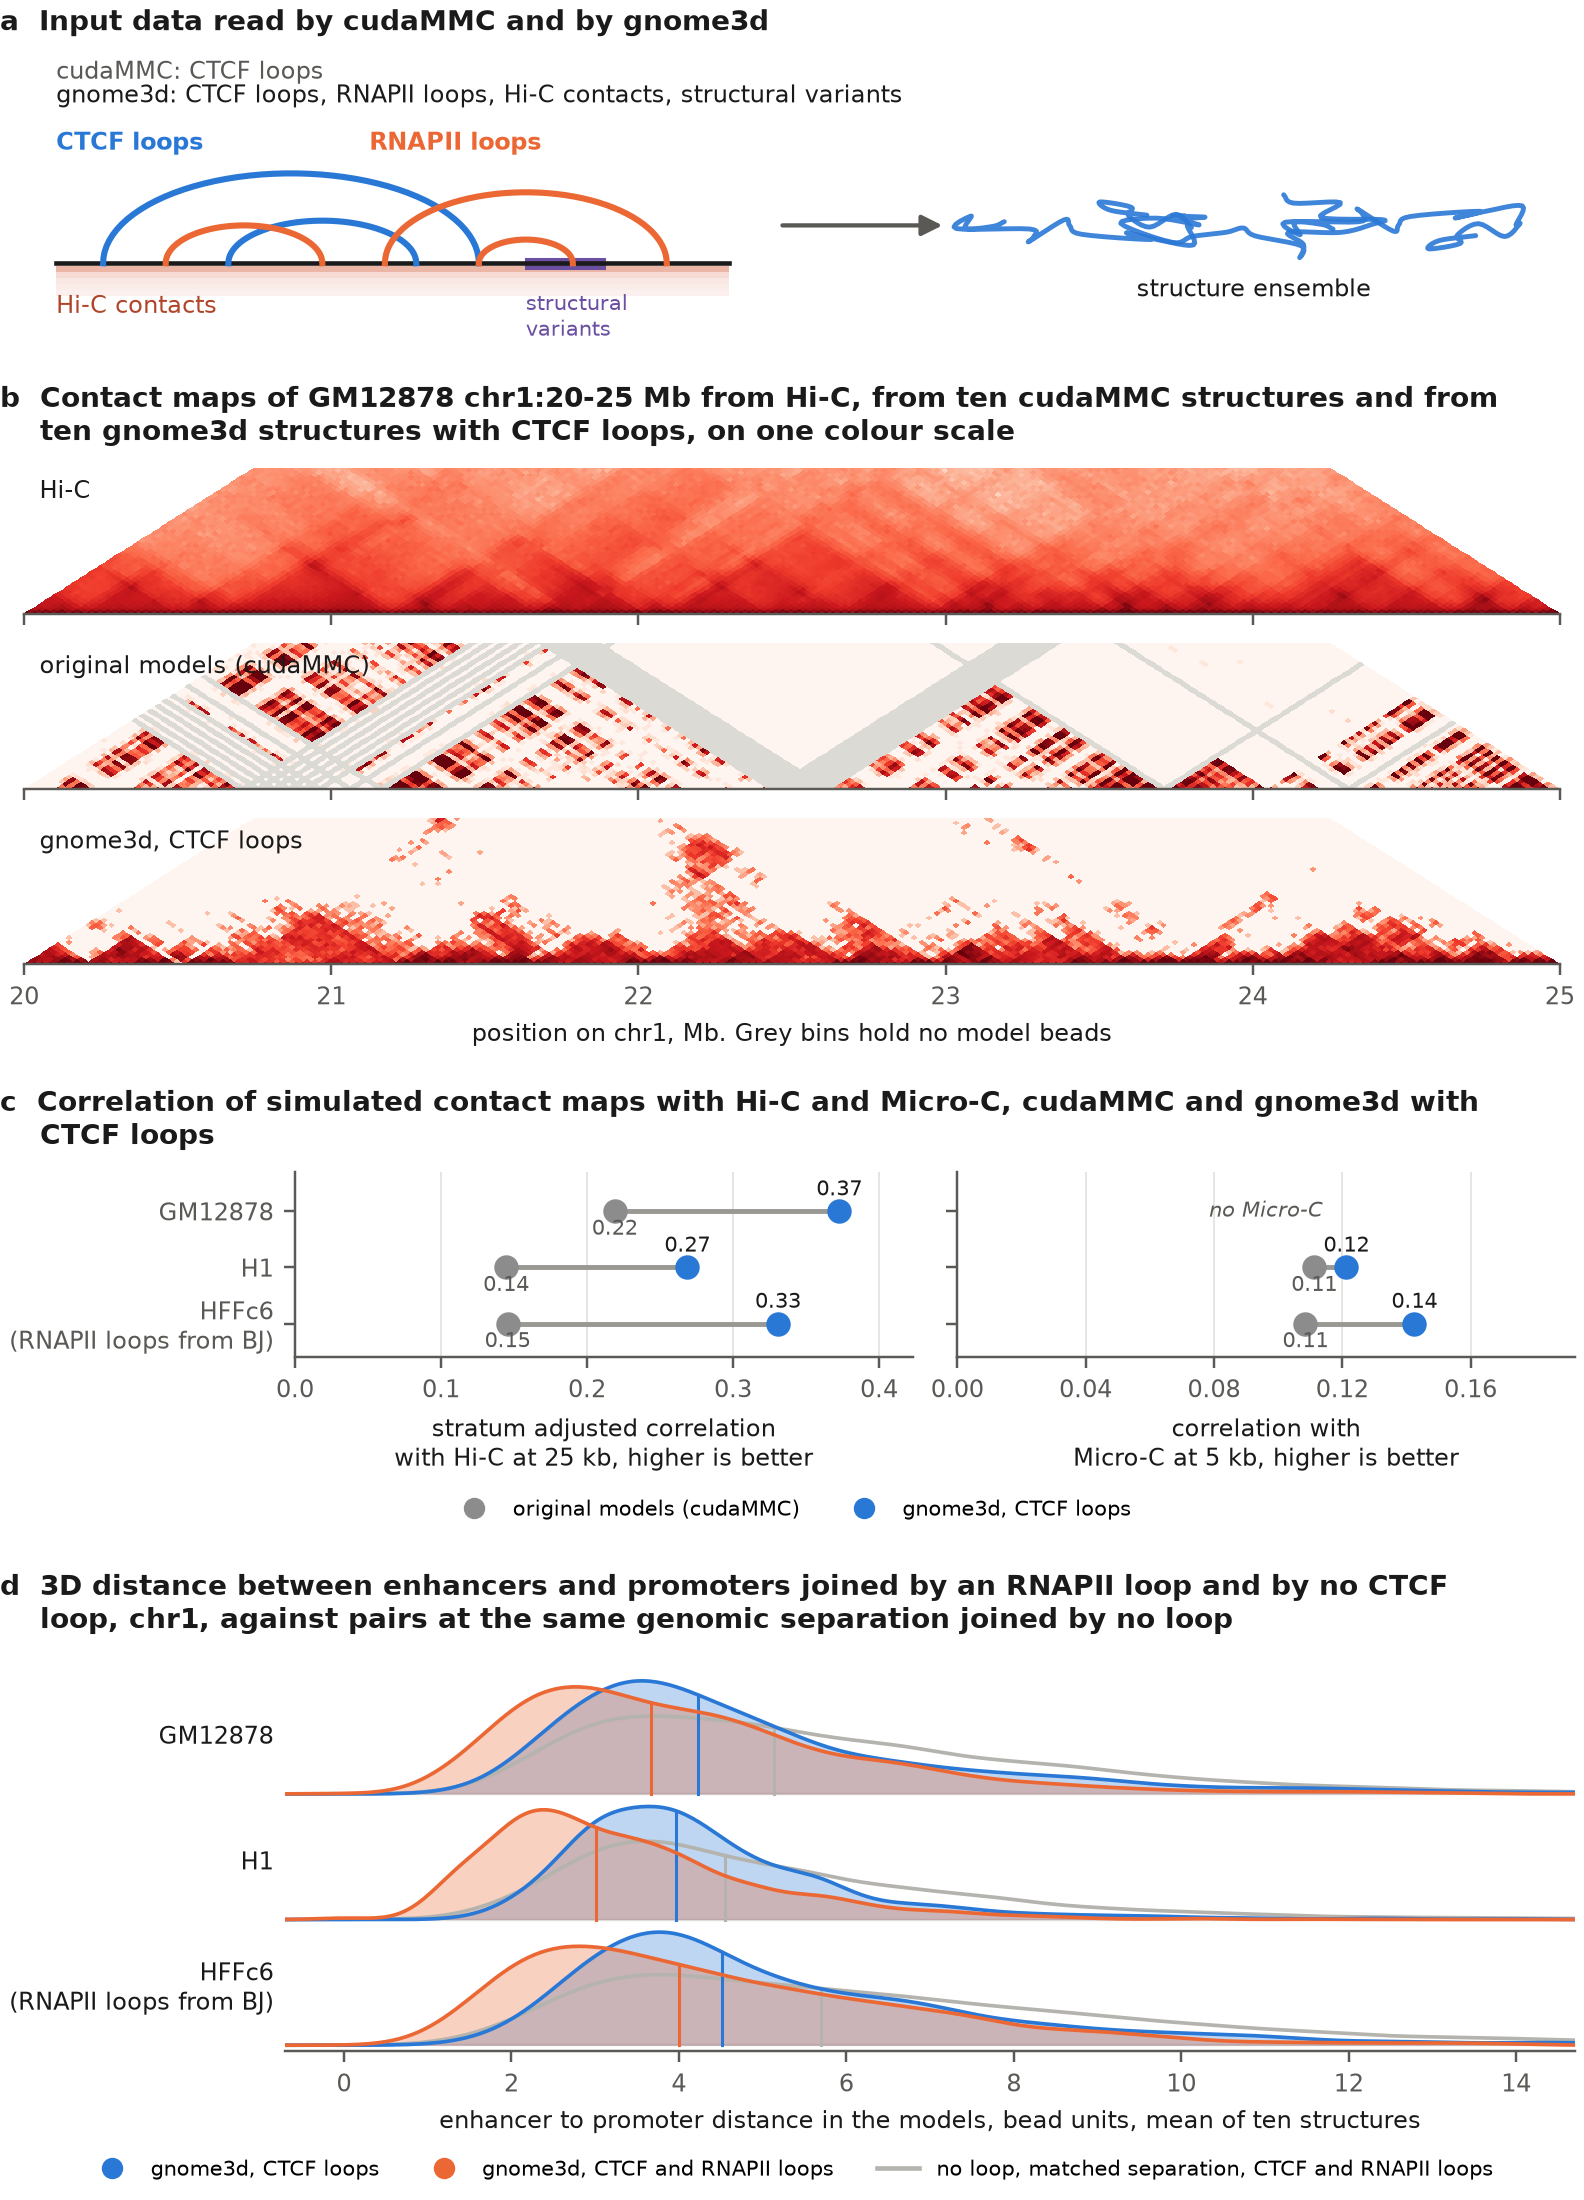 a Input data read by cudaMMC and by gnome3d
cudaMMC: CTCF loops
gnome3d: CTCF loops, RNAPII loops, Hi-C contacts, structural variants
CTCF loops
RNAPII loops
Hi-C contacts
structural
variants
structure ensemble
b Contact maps of GM12878 chr1:20-25 Mb from Hi-C, from ten cudaMMC structures and from
ten gnome3d structures with CTCF loops, on one colour scale
Hi-C
original models (cudaMMC)
gnome3d, CTCF loops
20 21 22 23 24 25
position on chr1, Mb. Grey bins hold no model beads
c Correlation of simulated contact maps with Hi-C and Micro-C, cudaMMC and gnome3d with
CTCF loops
GM12878
0.22
0.37
no Micro-C
H1
0.14
0.27
0.11
0.12
HFFc6
(RNAPII loops from BJ)
0.15
0.33
0.11
0.14
0.0 0.1 0.2 0.3 0.4
0.00 0.04 0.08 0.12 0.16
stratum adjusted correlation
with Hi-C at 25 kb, higher is better
correlation with
Micro-C at 5 kb, higher is better
original models (cudaMMC)
gnome3d, CTCF loops
d 3D distance between enhancers and promoters joined by an RNAPII loop and by no CTCF
loop, chr1, against pairs at the same genomic separation joined by no loop
GM12878
H1
HFFc6
(RNAPII loops from BJ)
0 2 4 6 8 10 12 14
enhancer to promoter distance in the models, bead units, mean of ten structures
gnome3d, CTCF loops
gnome3d, CTCF and RNAPII loops
no loop, matched separation, CTCF and RNAPII loops